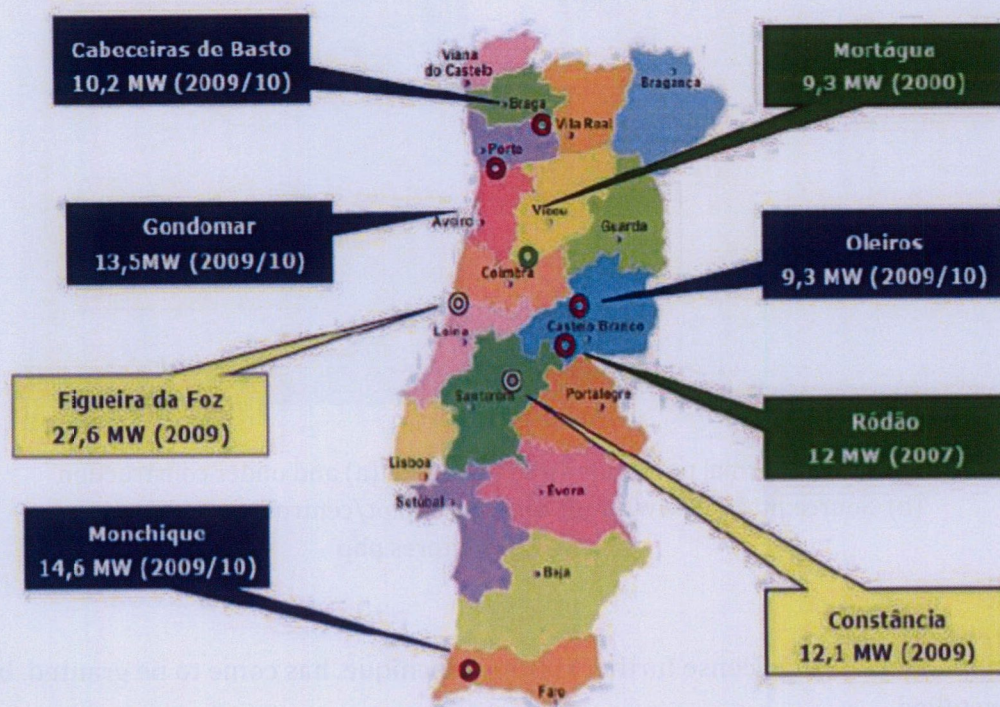 Cabeceiras de Basto
10,2 MW (2009/10)
Viana
do Castelo
Bragança
Mortágua
9,3 MW (2000)
Braga
Vila Real
Porto
Gondomar
13,5MW (2009/10)
Aveiro
Viseu
Guarda
Oleiros
9,3 MW (2009/10)
Coimbra
Leiria
Castelo Branco
Figueira da Foz
27,6 MW (2009)
Santarém
Portalegre
Ródão
12 MW (2007)
Lisboa
Setúbal
Évora
Monchique
14,6 MW (2009/10)
Beja
Constância
12,1 MW (2009)
Faro